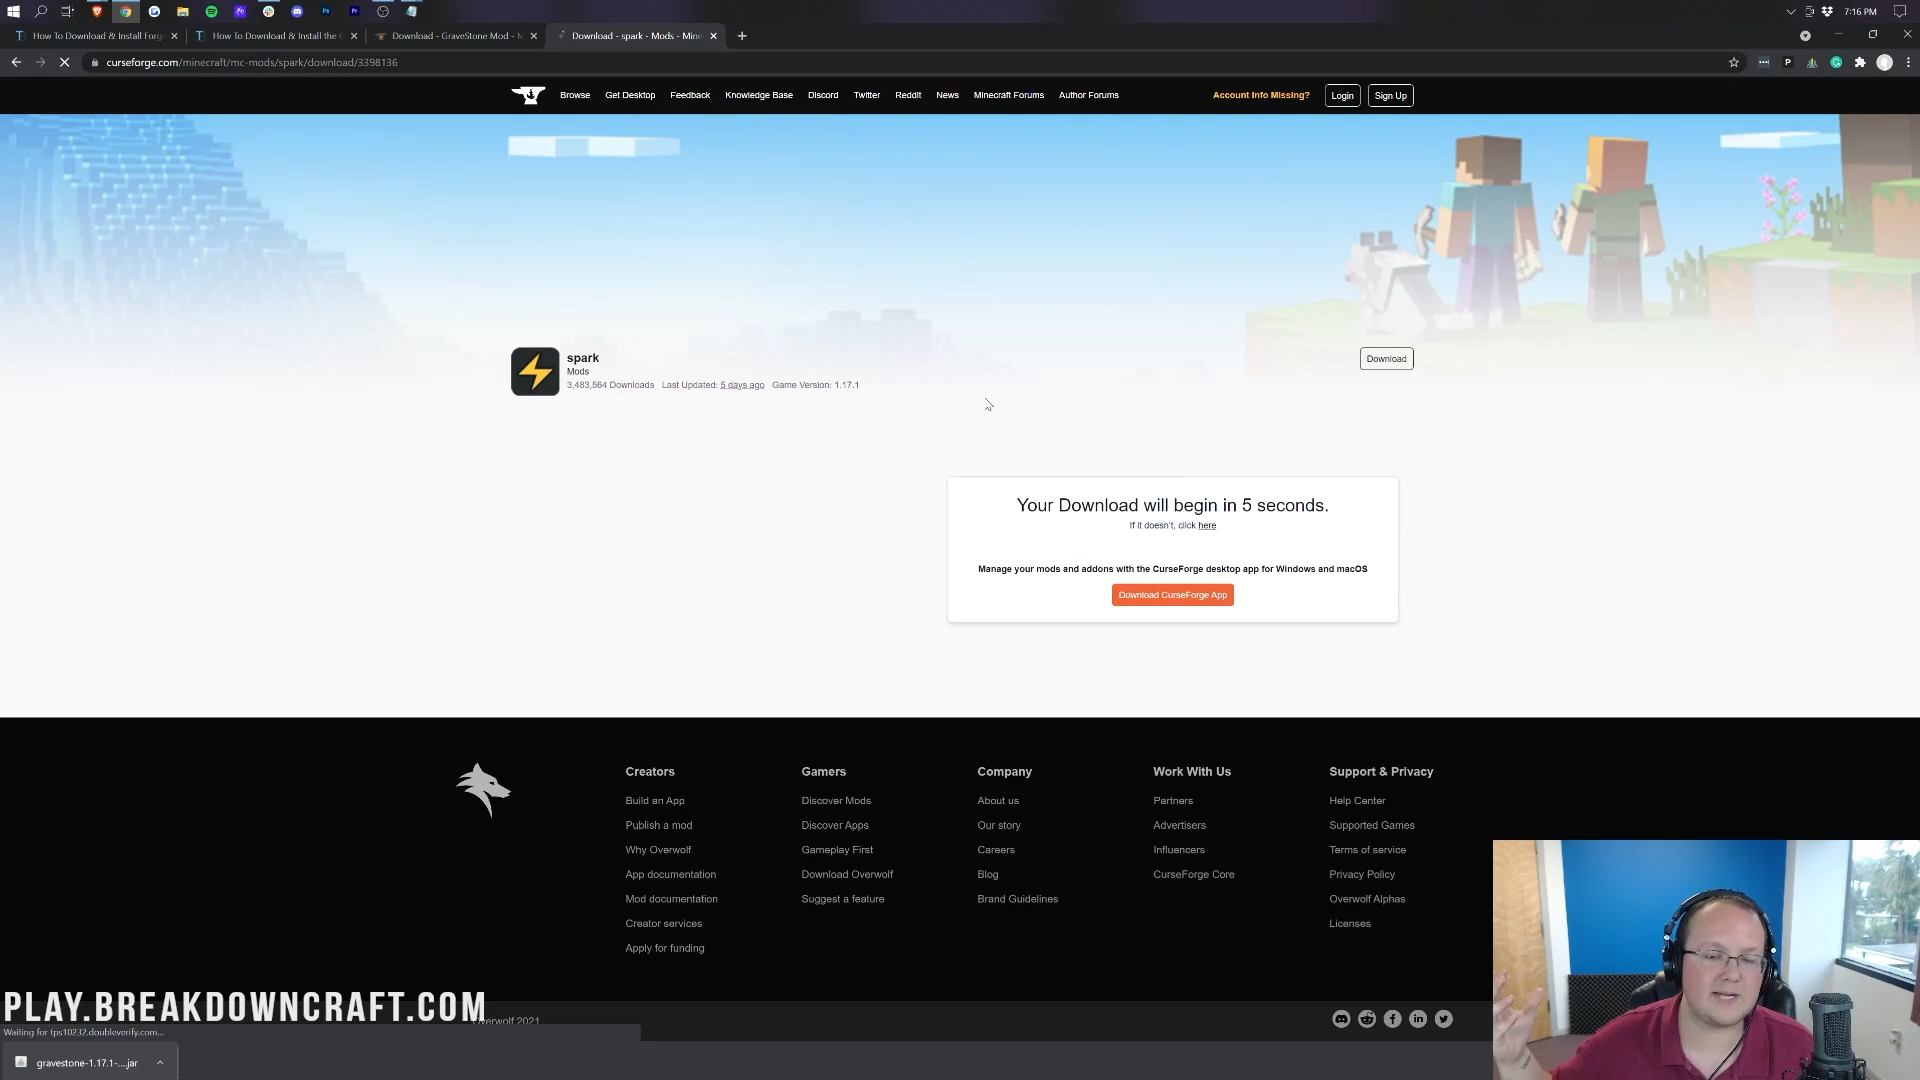 7:16 PM
How To Download & Install Forg
How To Download & Install the
Download - GraveStone Mod - M
Download - spark - Mods - Mine
curseforge.com/minecraft/mc-mods/spark/download/3398136
Browse Get Desktop Feedback Knowledge Base Discord Twitter Reddit News Minecraft Forums Author Forums Account Info Missing? Login Sign Up
spark
Mods
3,483,564 Downloads Last Updated: 5 days ago Game Version: 1.17.1
Download
Your Download will begin in 5 seconds.
If it doesn't, click here
Manage your mods and addons with the CurseForge desktop app for Windows and macOS
Download CurseForge App
Creators
Build an App
Publish a mod
Why Overwolf
App documentation
Mod documentation
Creator services
Apply for funding
Gamers
Discover Mods
Discover Apps
Gameplay First
Download Overwolf
Suggest a feature
Company
About us
Our story
Careers
Blog
Brand Guidelines
Work With Us
Partners
Advertisers
Influencers
CurseForge Core
Support & Privacy
Help Center
Supported Games
Terms of service
Privacy Policy
Overwolf Alphas
Licenses
PLAY.BREAKDOWNCRAFT.COM
Overwolf 2021
Waiting for tps10232.doubleverify.com...
gravestone-1.17.1-....jar